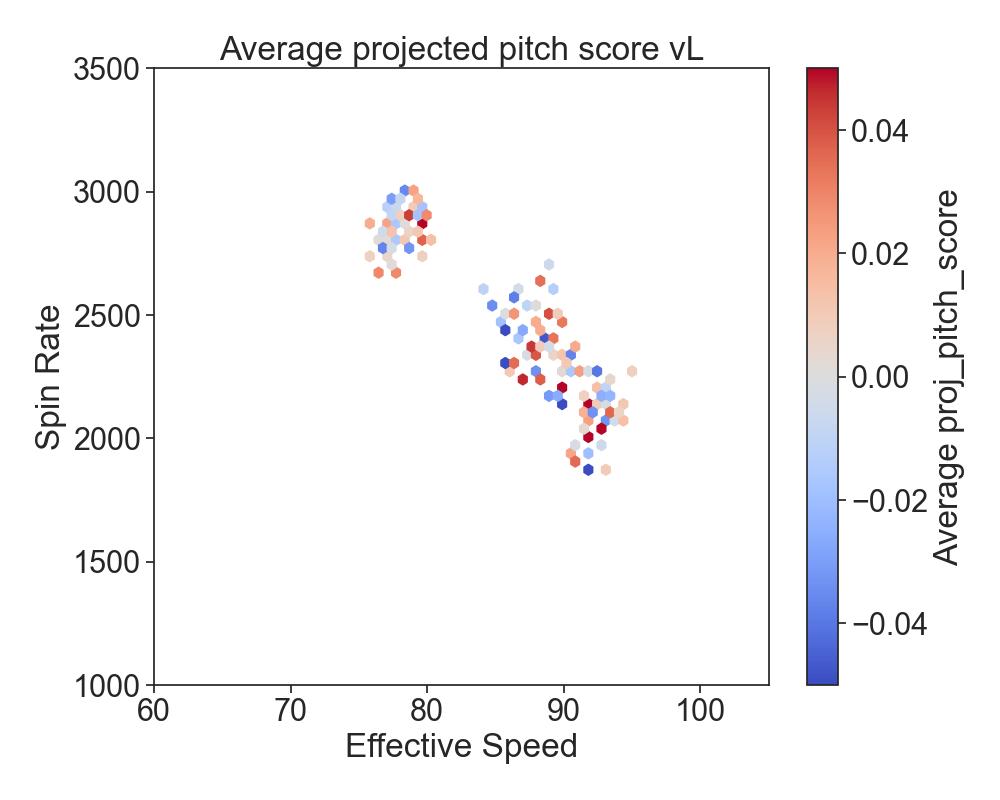 Average projected pitch score vL
3500
3000
2500
2000
1500
1000
Spin Rate
60 70 80 90 100
Effective Speed
0.04
0.02
0.00
−0.02
−0.04
Average proj_pitch_score